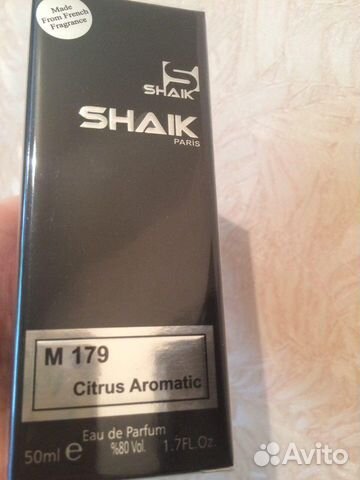 Made
From French
Fragrance
S
SHAIK
SHAIK
PARIS
M 179
Citrus Aromatic
Eau de Parfum
50ml e %80 Vol. 1.7FL.Oz.
Avito